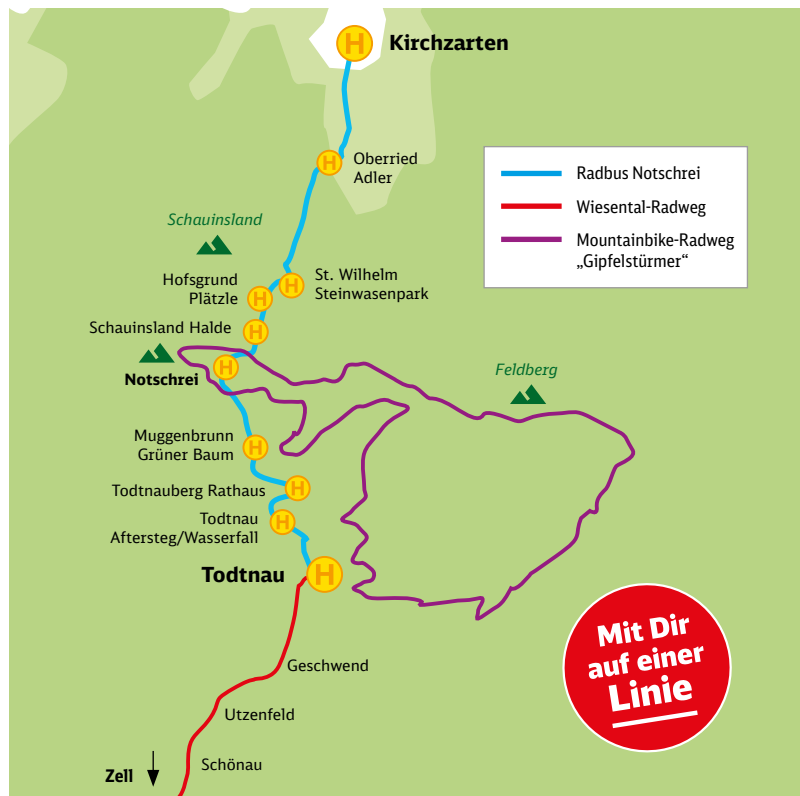 H
Kirchzarten
H
Oberried
Adler
Radbus Notschrei
Wiesental-Radweg
Mountainbike-Radweg
„Gipfelstürmer“
Schauinsland
H
St. Wilhelm
Steinwasenpark
Hofsgrund
Plätzle
H
Schauinsland Halde
H
Notschrei
H
Feldberg
Muggenbrunn
Grüner Baum
H
Todtnauberg Rathaus
H
Todtnau
Aftersteg/Wasserfall
H
Todtnau
H
Mit Dir
auf einer
Linie
Geschwend
Utzenfeld
Schönau
Zell